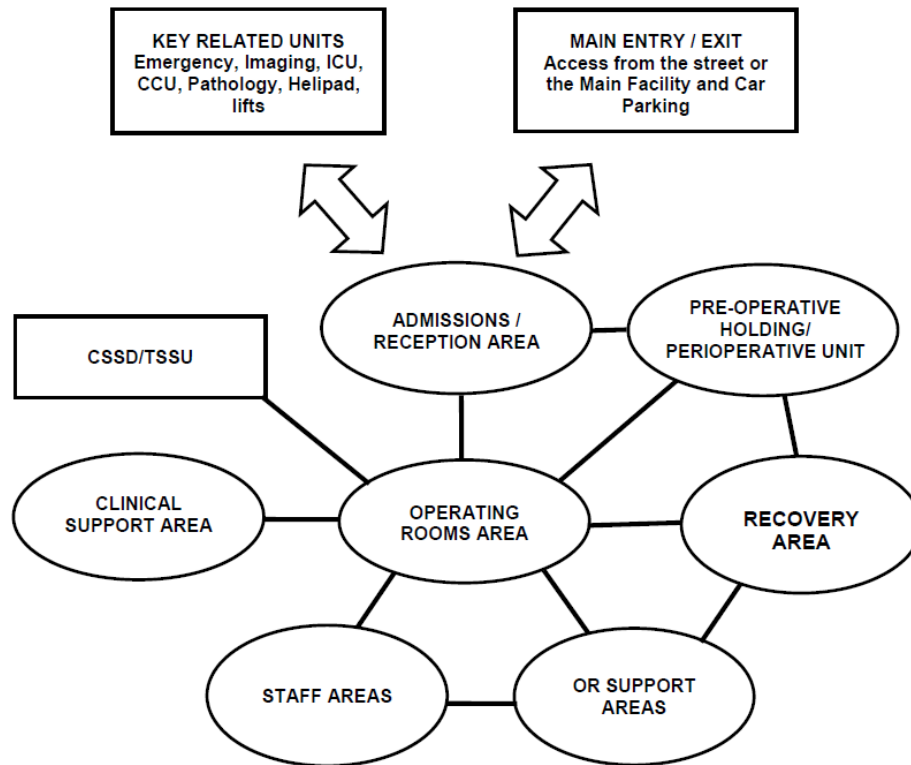 KEY RELATED UNITS
Emergency, Imaging, ICU,
CCU, Pathology, Helipad,
lifts
MAIN ENTRY / EXIT
Access from the street or
the Main Facility and Car
Parking
ADMISSIONS /
RECEPTION AREA
PRE-OPERATIVE
HOLDING/
PERIOPERATIVE UNIT
CSSD/TSSU
CLINICAL
SUPPORT AREA
OPERATING
ROOMS AREA
RECOVERY
AREA
STAFF AREAS
OR SUPPORT
AREAS